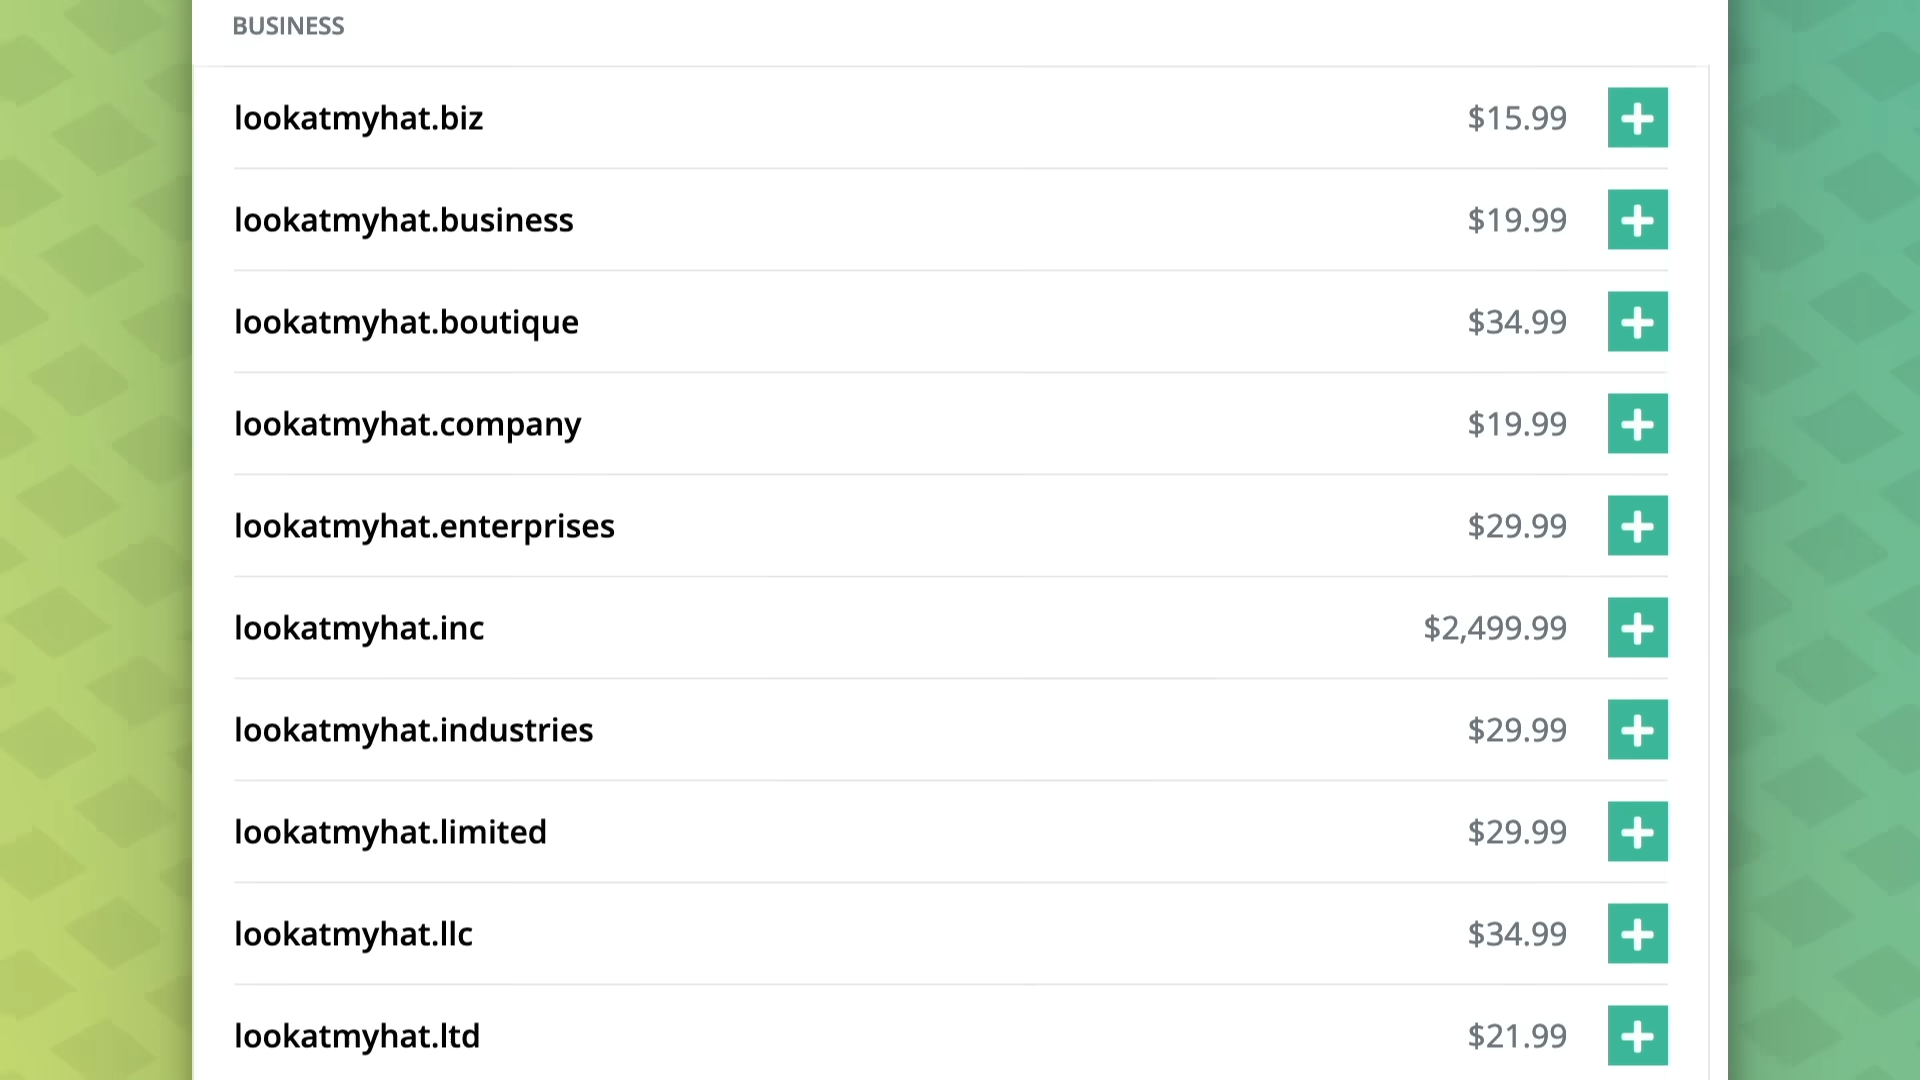 BUSINESS
lookatmyhat.biz $15.99
lookatmyhat.business $19.99
lookatmyhat.boutique $34.99
lookatmyhat.company $19.99
lookatmyhat.enterprises $29.99
lookatmyhat.inc $2,499.99
lookatmyhat.industries $29.99
lookatmyhat.limited $29.99
lookatmyhat.llc $34.99
lookatmyhat.ltd $21.99